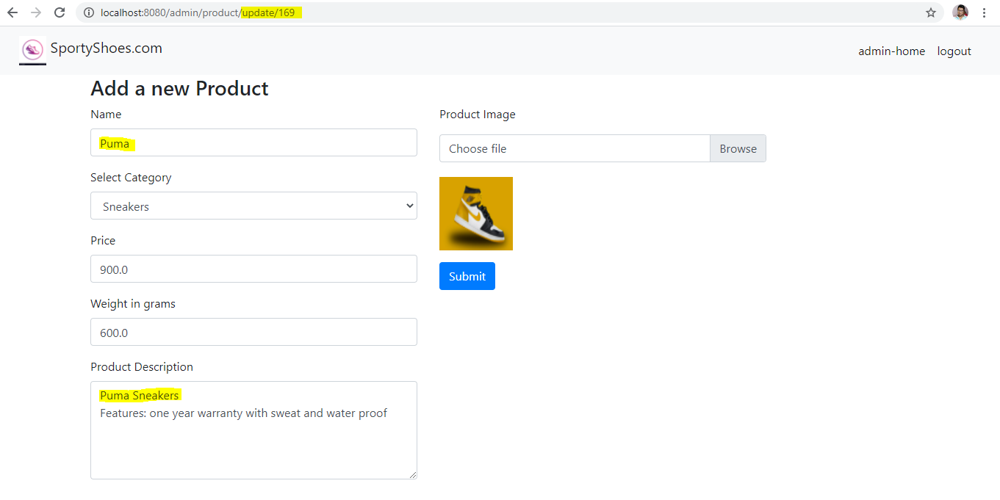 localhost:8080/admin/product/update/169
SportyShoes.com
admin-home
logout
Add a new Product
Name
Puma
Select Category
Sneakers
Price
900.0
Weight in grams
600.0
Product Description
Puma Sneakers
Features: one year warranty with sweat and water proof
Product Image
Choose file
Browse
Submit